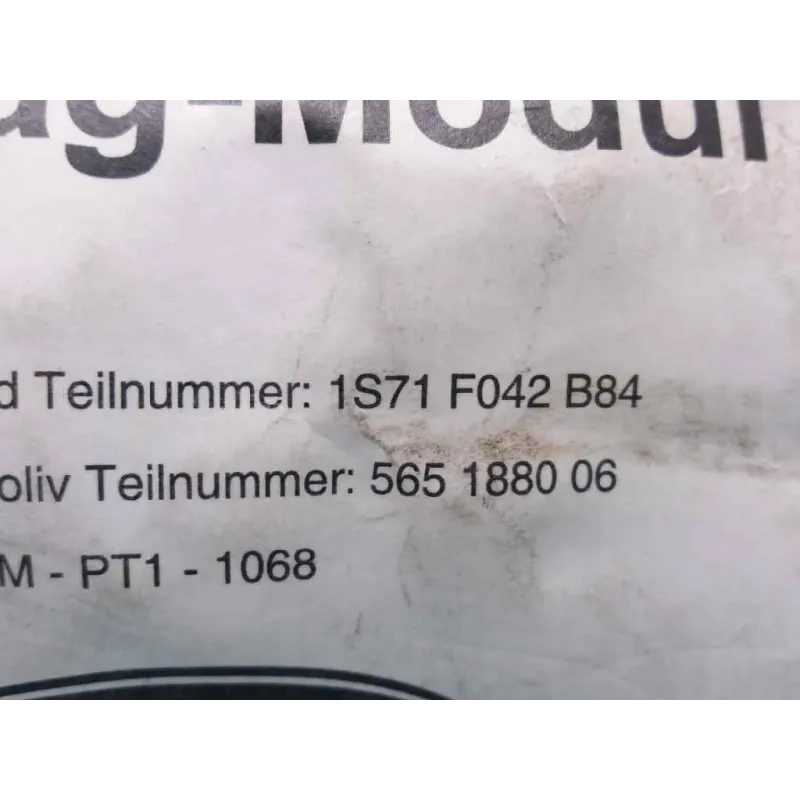 ag-Modul
d Teilnummer: 1S71 F042 B84
oliv Teilnummer: 565 1880 06
M - PT1 - 1068